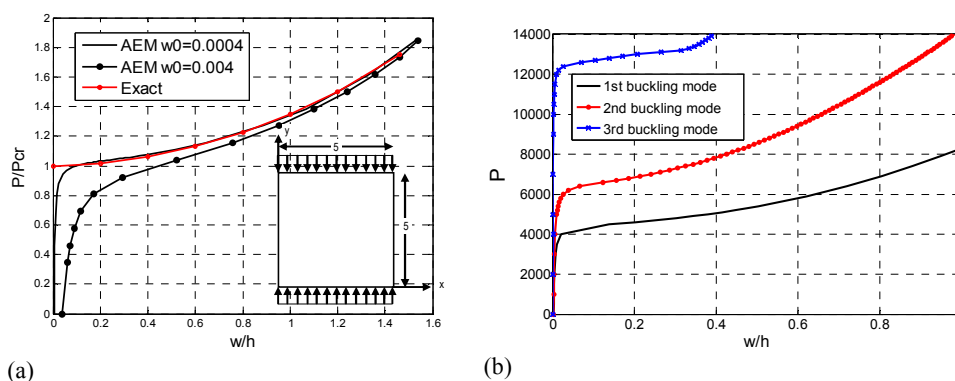 2
1.8
1.6
1.4
1.2
1
0.8
0.6
0.4
0.2
0
P/Pcr
AEM w0=0.0004
AEM w0=0.004
Exact
y
5
5
x
0 0.2 0.4 0.6 0.8 1 1.2 1.4 1.6
w/h
(a)
14000
12000
10000
8000
6000
4000
2000
0
P
1st buckling mode
2nd buckling mode
3rd buckling mode
0 0.2 0.4 0.6 0.8
w/h
(b)